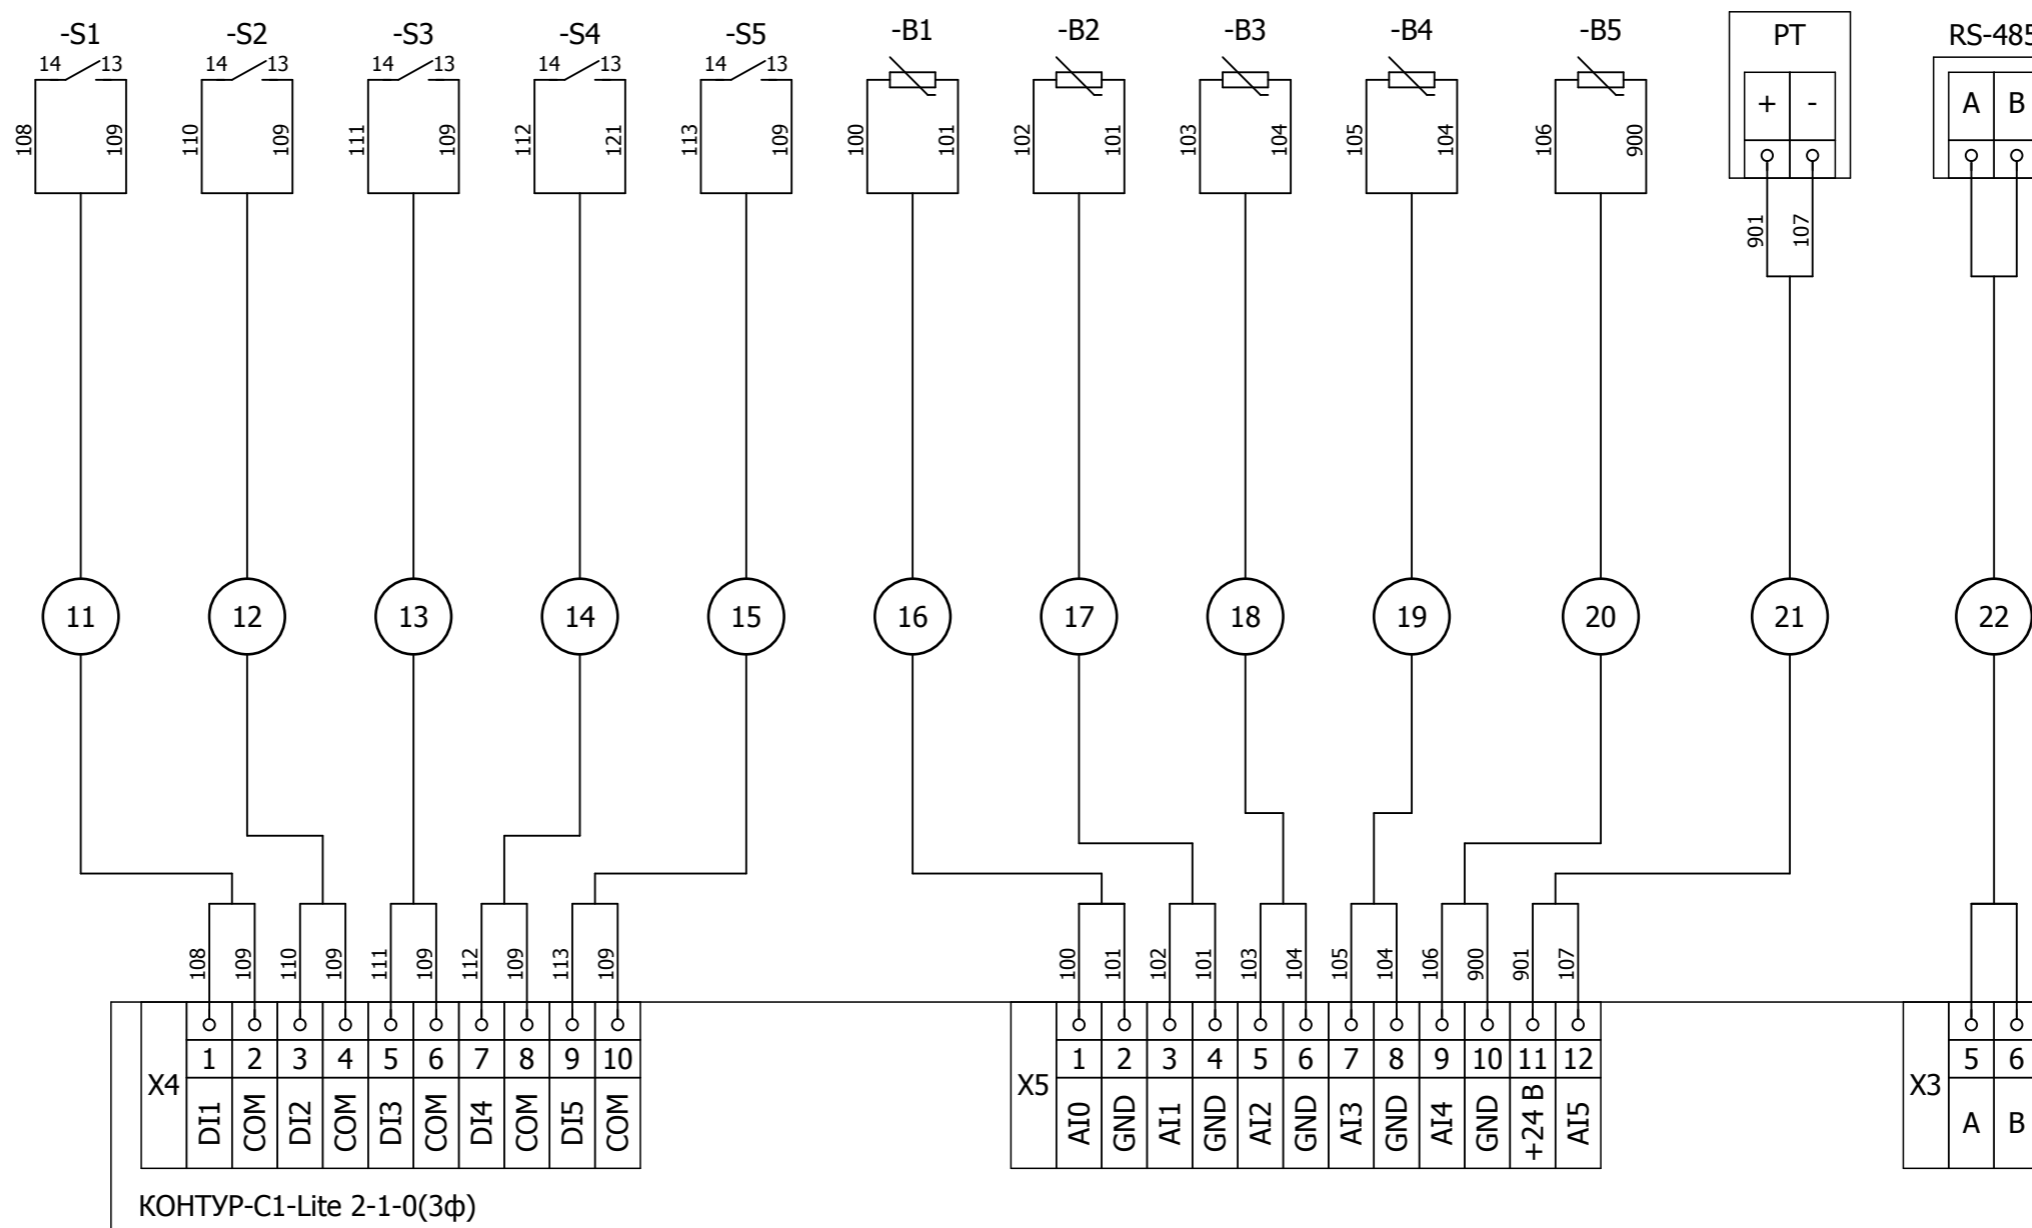 -S1 -S2 -S3 -S4 -S5 -B1 -B2 -B3 -B4 -B5 PT RS-485
14 13 14 13 14 13 14 13 14 13
+ - A B
108 109 110 109 111 109 112 121 113 109 100 101 102 101 103 104 105 104 106 900
901 107
11 12 13 14 15 16 17 18 19 20 21 22
108 109 110 109 111 109 112 109 113 109 100 101 102 101 103 104 105 104 106 900 901 107
X4 1 2 3 4 5 6 7 8 9 10 X5 1 2 3 4 5 6 7 8 9 10 11 12 X3 5 6
DI1 COM DI2 COM DI3 COM DI4 COM DI5 COM AI0 GND AI1 GND AI2 GND AI3 GND AI4 GND +24 В AI5 A B
КОНТУР-С1-Lite 2-1-0(3ф)